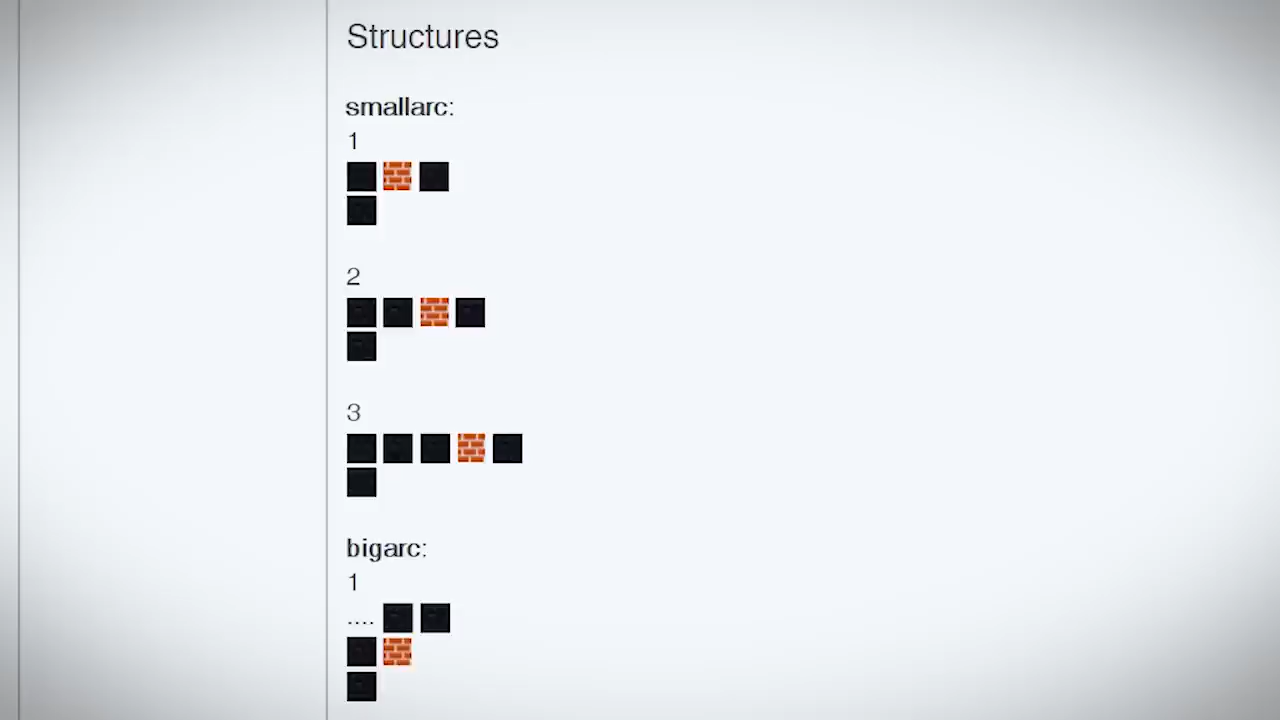 Structures
smallarc:
1
2
3
bigarc:
1
....